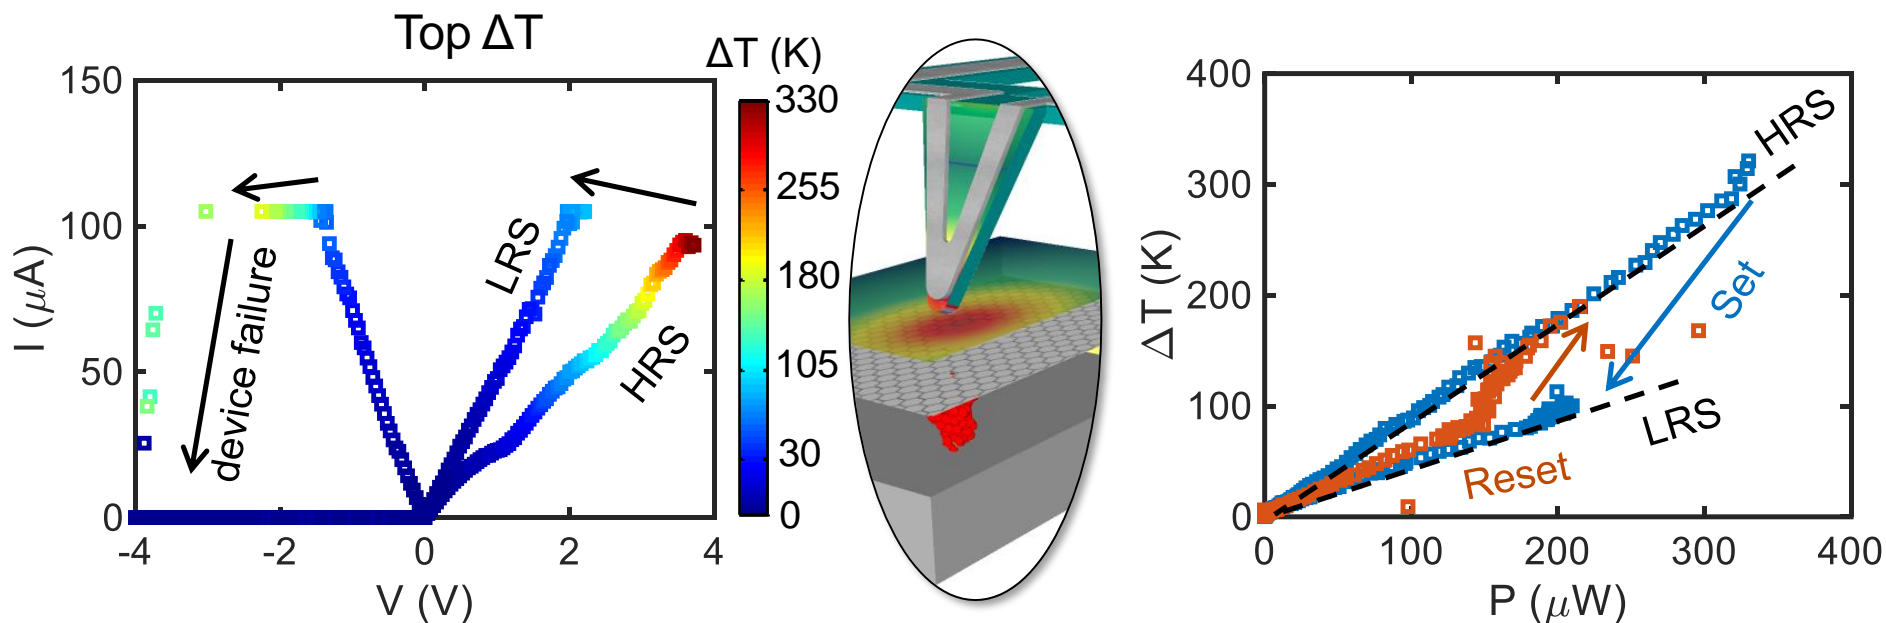 Top ΔT
ΔT (K)
150
100
50
0
I (μA)
-4
-2
0
2
4
V (V)
device failure
LRS
HRS
330
255
180
105
30
0
400
300
200
100
0
ΔT (K)
0
100
200
300
400
P (μW)
HRS
Set
LRS
Reset